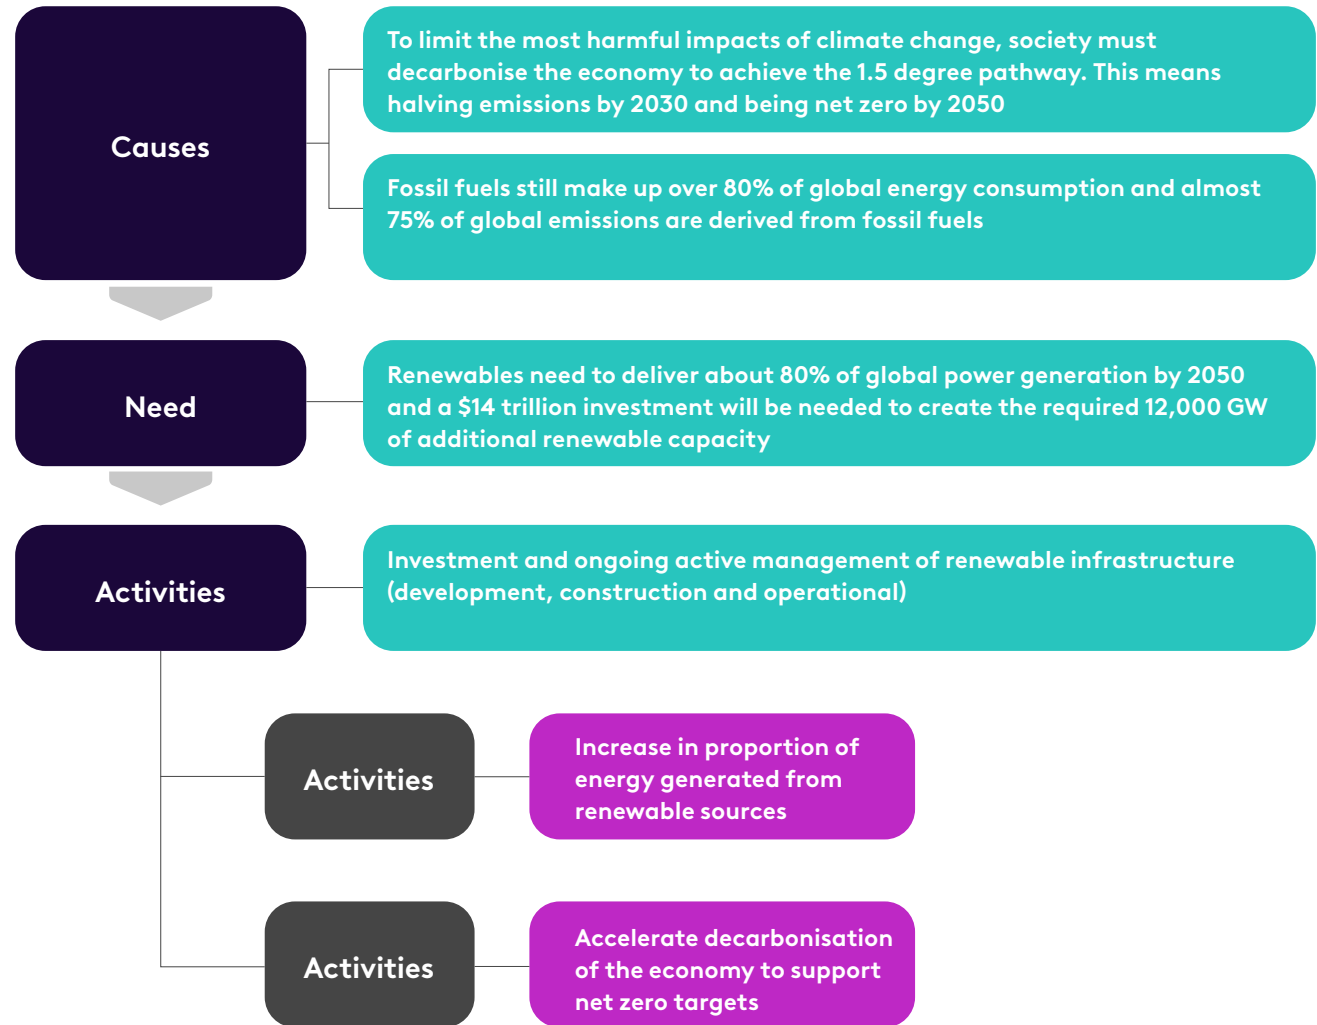 Causes
To limit the most harmful impacts of climate change, society must
decarbonise the economy to achieve the 1.5 degree pathway. This means
halving emissions by 2030 and being net zero by 2050
Fossil fuels still make up over 80% of global energy consumption and almost
75% of global emissions are derived from fossil fuels
Need
Renewables need to deliver about 80% of global power generation by 2050
and a $14 trillion investment will be needed to create the required 12,000 GW
of additional renewable capacity
Activities
Investment and ongoing active management of renewable infrastructure
(development, construction and operational)
Activities
Increase in proportion of
energy generated from
renewable sources
Activities
Accelerate decarbonisation
of the economy to support
net zero targets